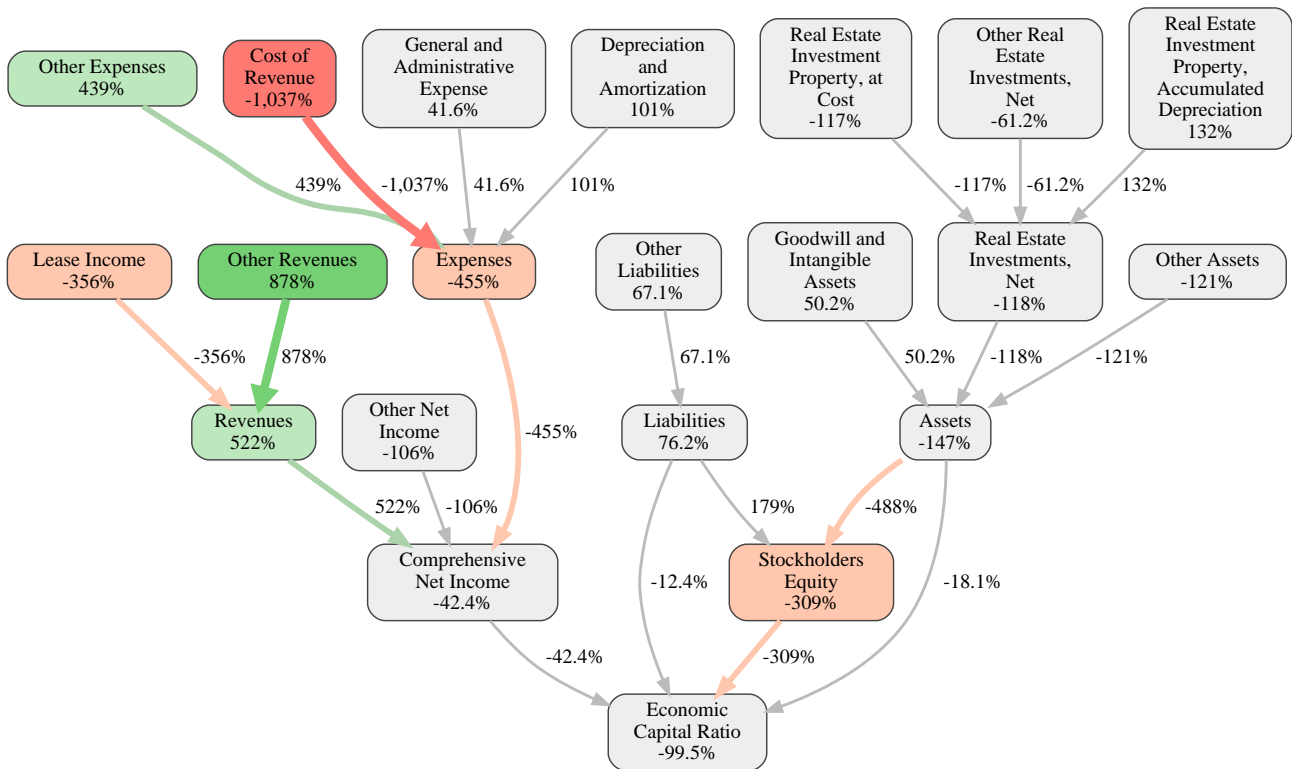 Other Expenses
439%
Cost of
Revenue
-1,037%
General and
Administrative
Expense
41.6%
Depreciation
and
Amortization
101%
Real Estate
Investment
Property, at
Cost
-117%
Other Real
Estate
Investments,
Net
-61.2%
Real Estate
Investment
Property,
Accumulated
Depreciation
132%
439%
-1,037%
41.6%
101%
-117%
-61.2%
132%
Lease Income
-356%
Other Revenues
878%
Expenses
-455%
Other
Liabilities
67.1%
Goodwill and
Intangible
Assets
50.2%
Real Estate
Investments,
Net
-118%
Other Assets
-121%
-356%
878%
67.1%
50.2%
-118%
-121%
Revenues
522%
Other Net
Income
-106%
-455%
Liabilities
76.2%
Assets
-147%
522%
-106%
179%
-488%
Comprehensive
Net Income
-42.4%
-12.4%
Stockholders
Equity
-309%
-18.1%
-42.4%
-309%
Economic
Capital Ratio
-99.5%